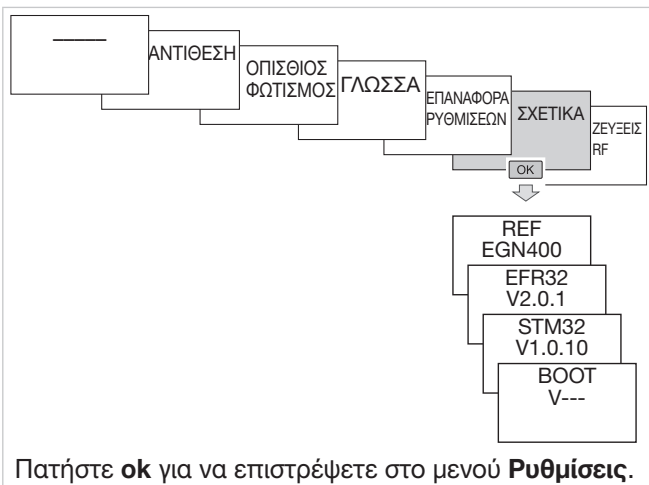 _____
ΑΝΤΙΘΕΣΗ
ΟΠΙΣΘΙΟΣ
ΦΩΤΙΣΜΟΣ
ΓΛΩΣΣΑ
ΕΠΑΝΑΦΟΡΑ
ΡΥΘΜΙΣΕΩΝ
ΣΧΕΤΙΚΑ
ΖΕΥΞΕΙΣ
RF
OK
REF
EGN400
EFR32
V2.0.1
STM32
V1.0.10
BOOT
V---
Πατήστε ok για να επιστρέψετε στο μενού Ρυθμίσεις.